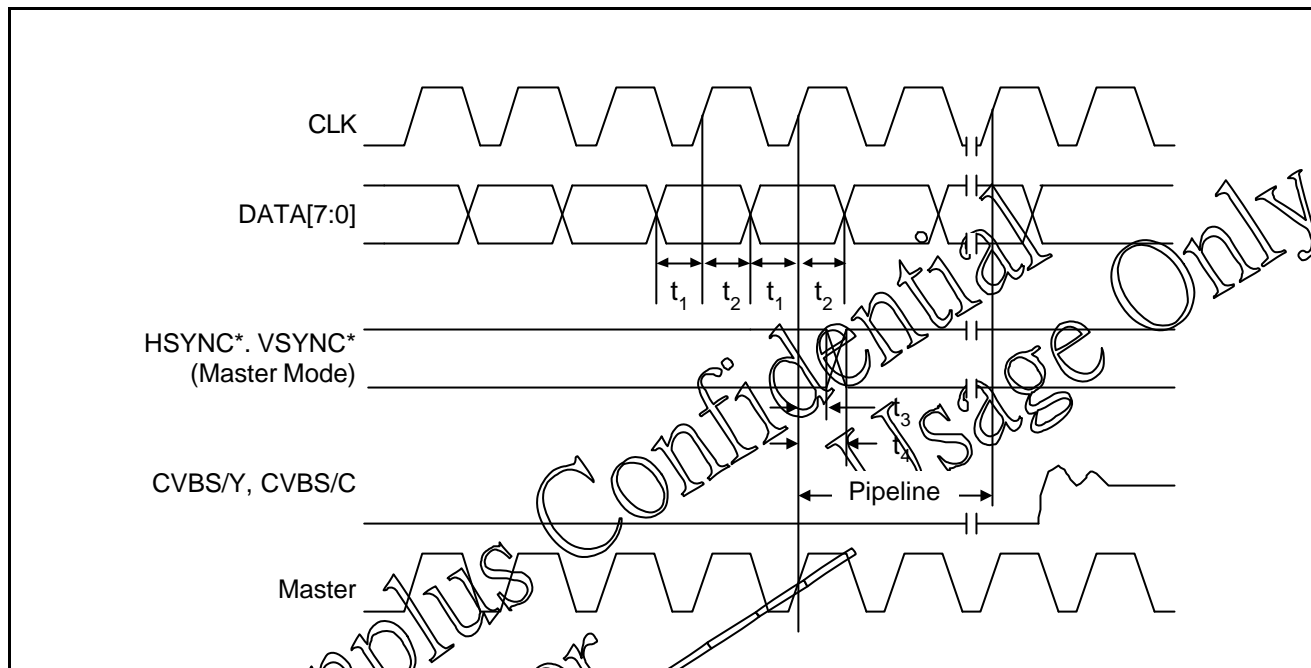 CLK
DATA[7:0]
t1 t2 t1 t2
HSYNC*. VSYNC*
(Master Mode)
t3
t4
CVBS/Y, CVBS/C
Pipeline
Master
Confidential
Usage Only